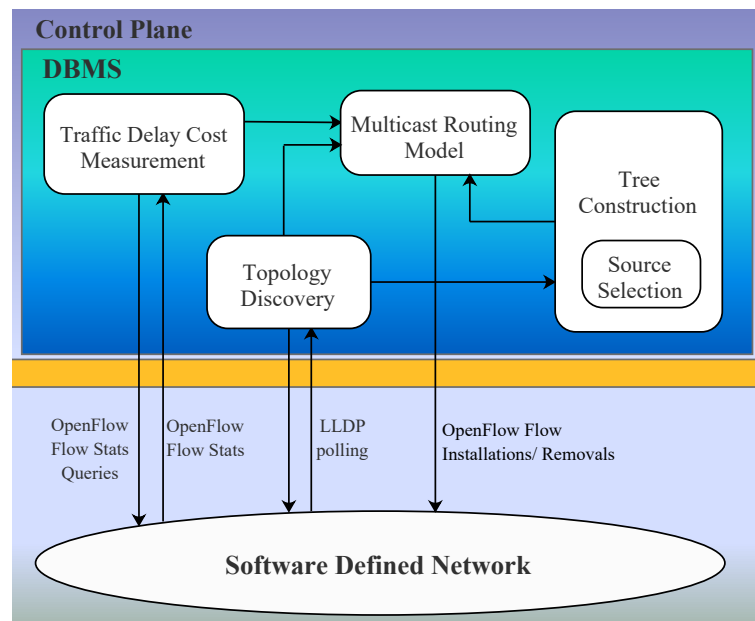 Control Plane
DBMS
Traffic Delay Cost
Measurement
Multicast Routing
Model
Tree
Construction
Source
Selection
Topology
Discovery
OpenFlow
Flow Stats
Queries
OpenFlow
Flow Stats
LLDP
polling
OpenFlow Flow
Installations/ Removals
Software Defined Network